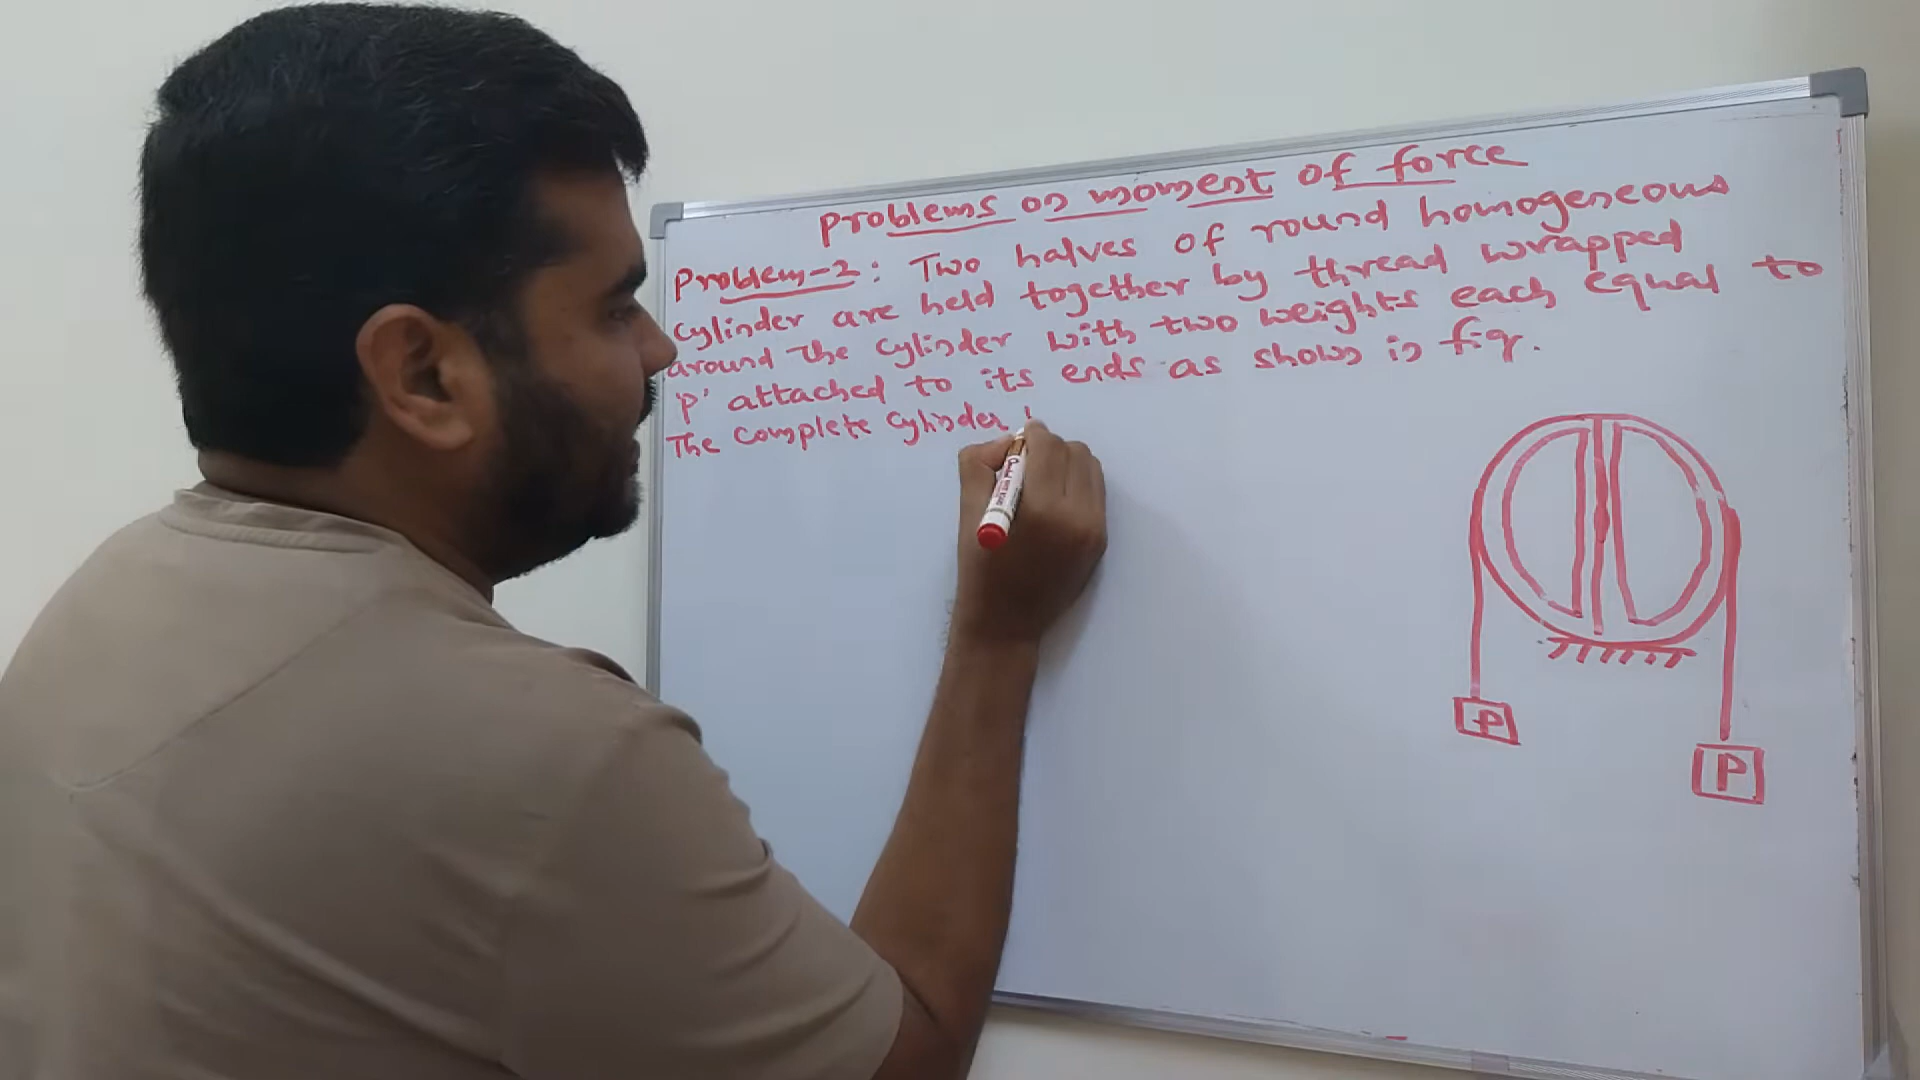 Problems on moment of force
Problem-2: Two halves of round homogeneous
cylinder are held together by thread wrapped
around the cylinder with two weights each equal to
'p' attached to its ends as shown in fig.
The complete cylinder
P
P